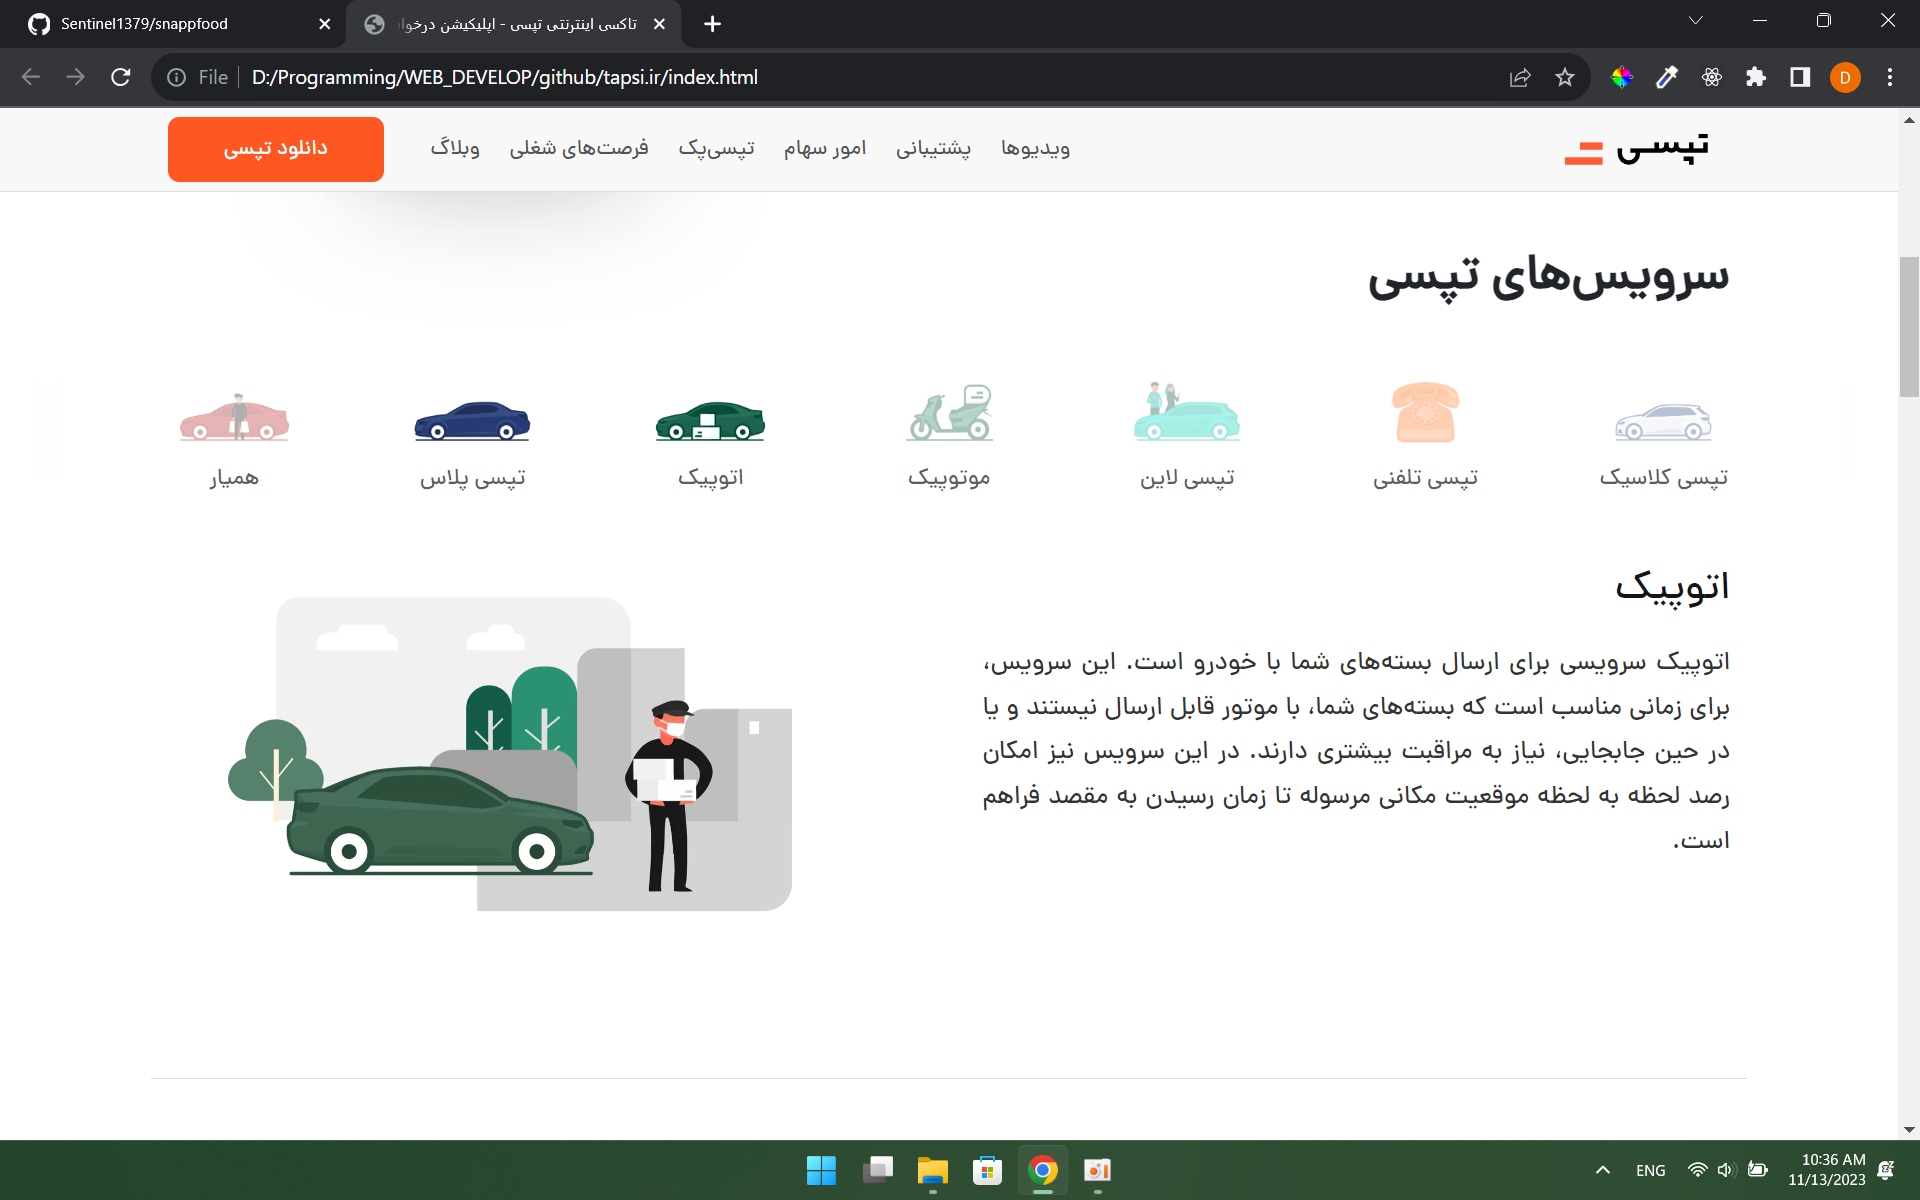 Sentinel1379/snappfood
تاکسی اینترنتی تپسی - اپلیکیشن درخوا
File
D:/Programming/WEB_DEVELOP/github/tapsi.ir/index.html
D
تپسی
ویدیوها
پشتیبانی
امور سهام
تپسی‌پک
فرصت‌های شغلی
وبلاگ
دانلود تپسی
سرویس‌های تپسی
تپسی کلاسیک
تپسی تلفنی
تپسی لاین
موتوپیک
اتوپیک
تپسی پلاس
همیار
اتوپیک
اتوپیک سرویسی برای ارسال بسته‌های شما با خودرو است. این سرویس،
برای زمانی مناسب است که بسته‌های شما، با موتور قابل ارسال نیستند و یا
در حین جابجایی، نیاز به مراقبت بیشتری دارند. در این سرویس نیز امکان
رصد لحظه به لحظه موقعیت مکانی مرسوله تا زمان رسیدن به مقصد فراهم
است.
ENG
10:36 AM
11/13/2023